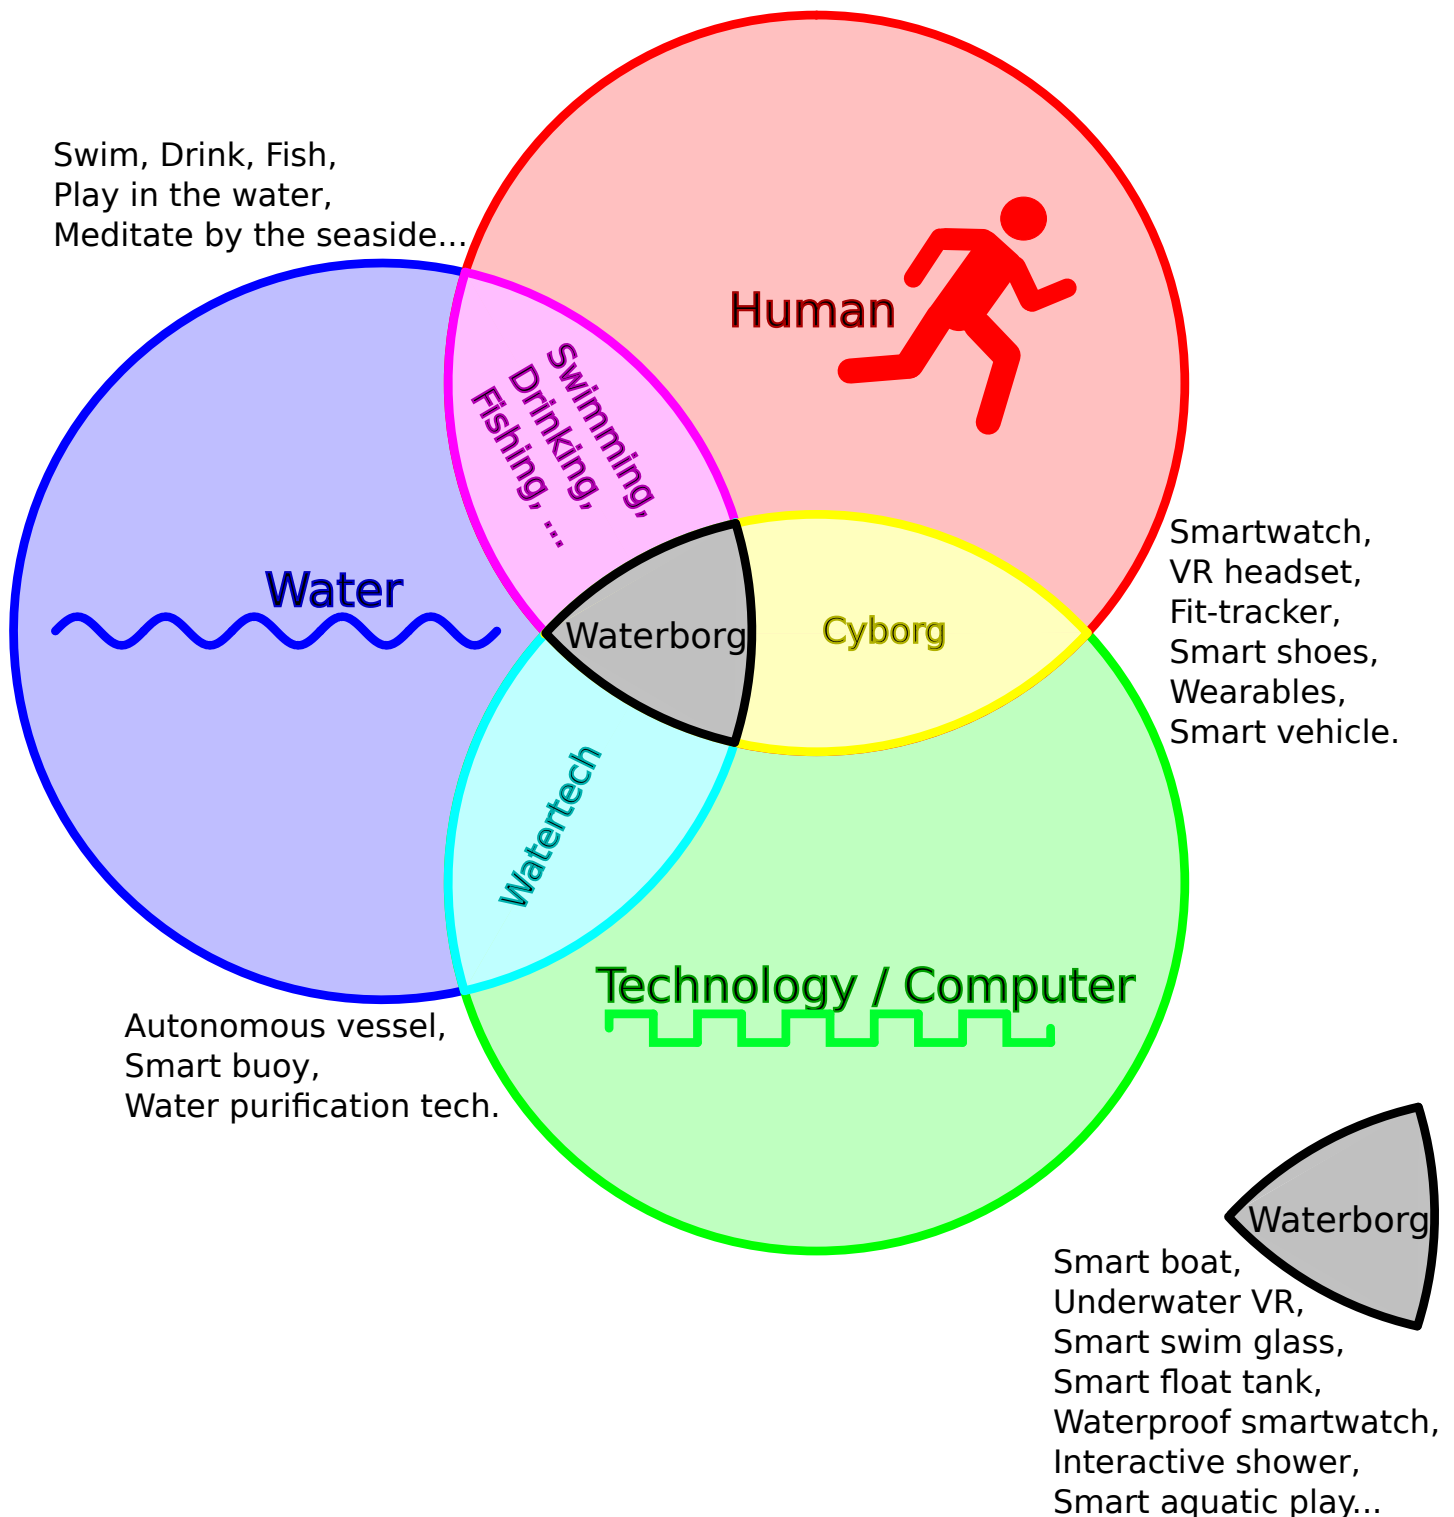 Swim, Drink, Fish,
Play in the water,
Meditate by the seaside...
Human
Swimming,
Drinking,
Fishing, ...
Water
Waterborg
Cyborg
Smartwatch,
VR headset,
Fit-tracker,
Smart shoes,
Wearables,
Smart vehicle.
Watertech
Technology / Computer
Autonomous vessel,
Smart buoy,
Water purification tech.
Waterborg
Smart boat,
Underwater VR,
Smart swim glass,
Smart float tank,
Waterproof smartwatch,
Interactive shower,
Smart aquatic play...